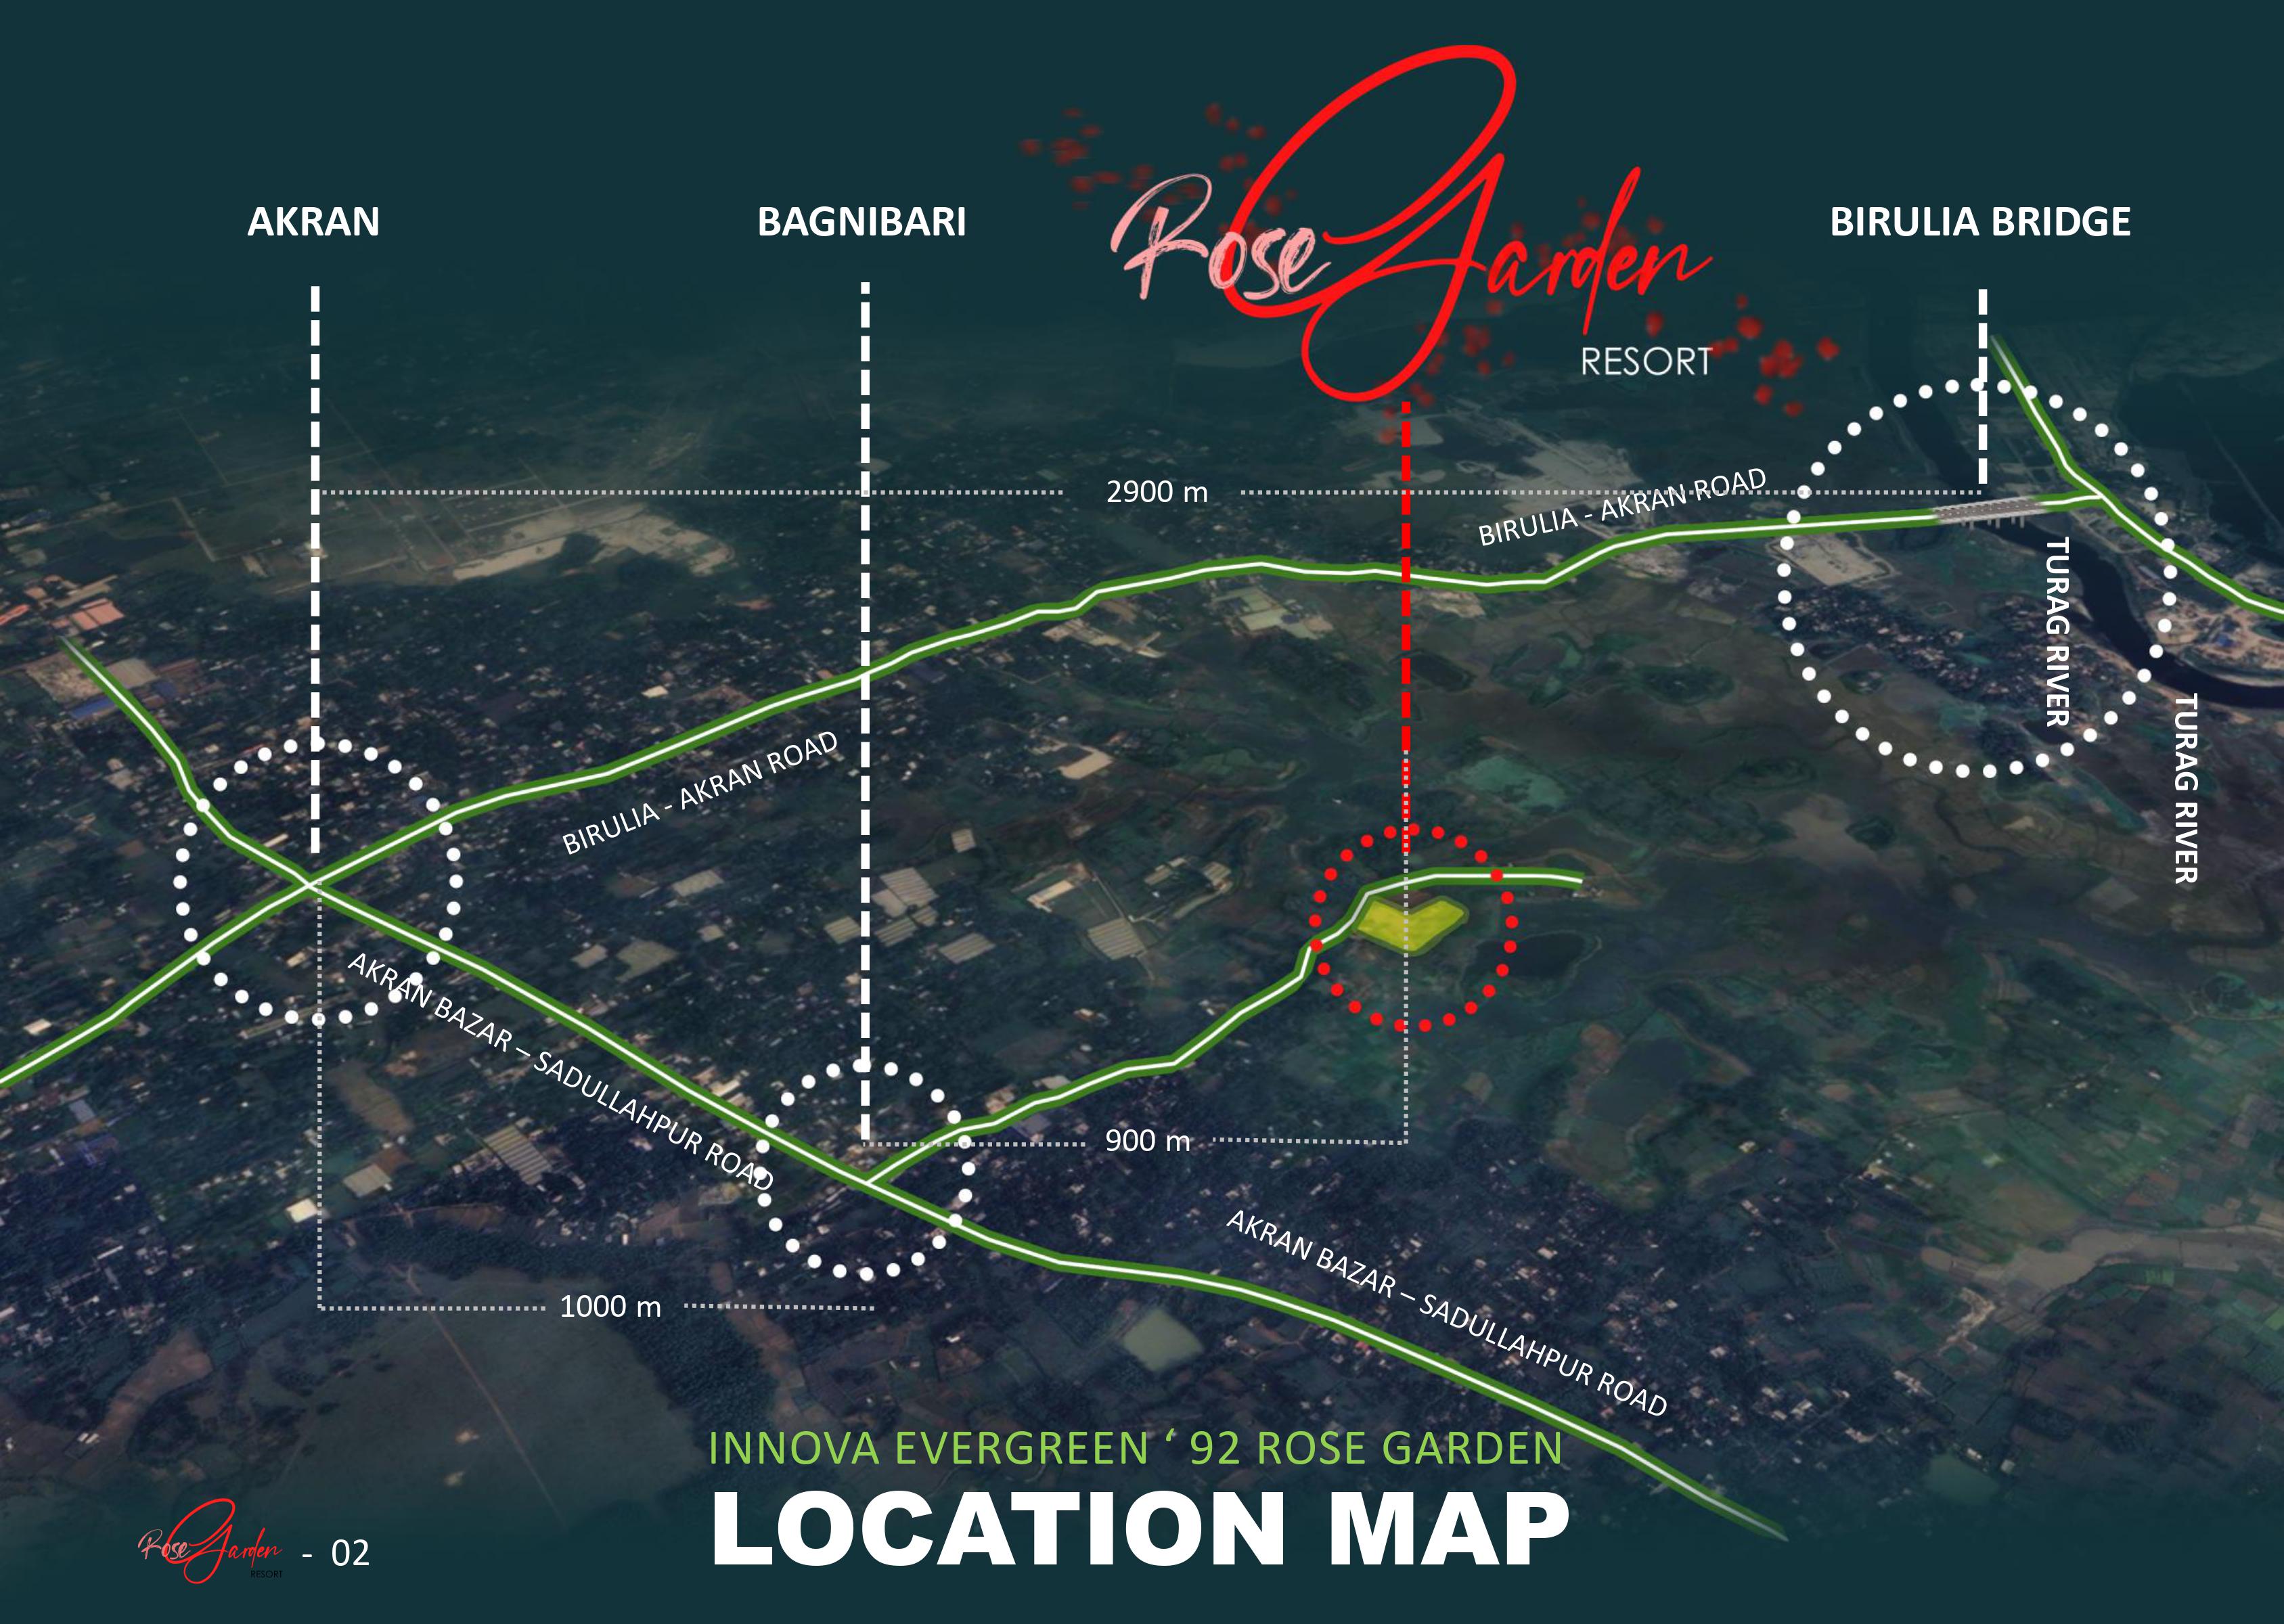 Rose Garden
RESORT
AKRAN
BAGNIBARI
BIRULIA BRIDGE
2900 m
BIRULIA - AKRAN ROAD
TURAG RIVER
TURAG RIVER
BIRULIA - AKRAN ROAD
AKRAN BAZAR – SADULLAHPUR ROAD
900 m
AKRAN BAZAR – SADULLAHPUR ROAD
1000 m
INNOVA EVERGREEN ‘ 92 ROSE GARDEN
LOCATION MAP
Rose Garden
RESORT
- 02